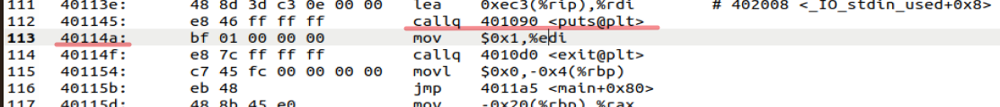 111 40113e: 48 8d 3d c3 0e 00 00 lea 0xec3(%rip),%rdi # 402008 <_IO_stdin_used+0x8>
112 401145: e8 46 ff ff ff callq 401090 <puts@plt>
113 40114a: bf 01 00 00 00 mov $0x1,%edi
114 40114f: e8 7c ff ff ff callq 4010d0 <exit@plt>
115 401154: c7 45 fc 00 00 00 00 movl $0x0,-0x4(%rbp)
116 40115b: eb 48 jmp 4011a5 <main+0x80>
117 40115d: 48 8b 45 e0 mov -0x20(%rbp),%rax